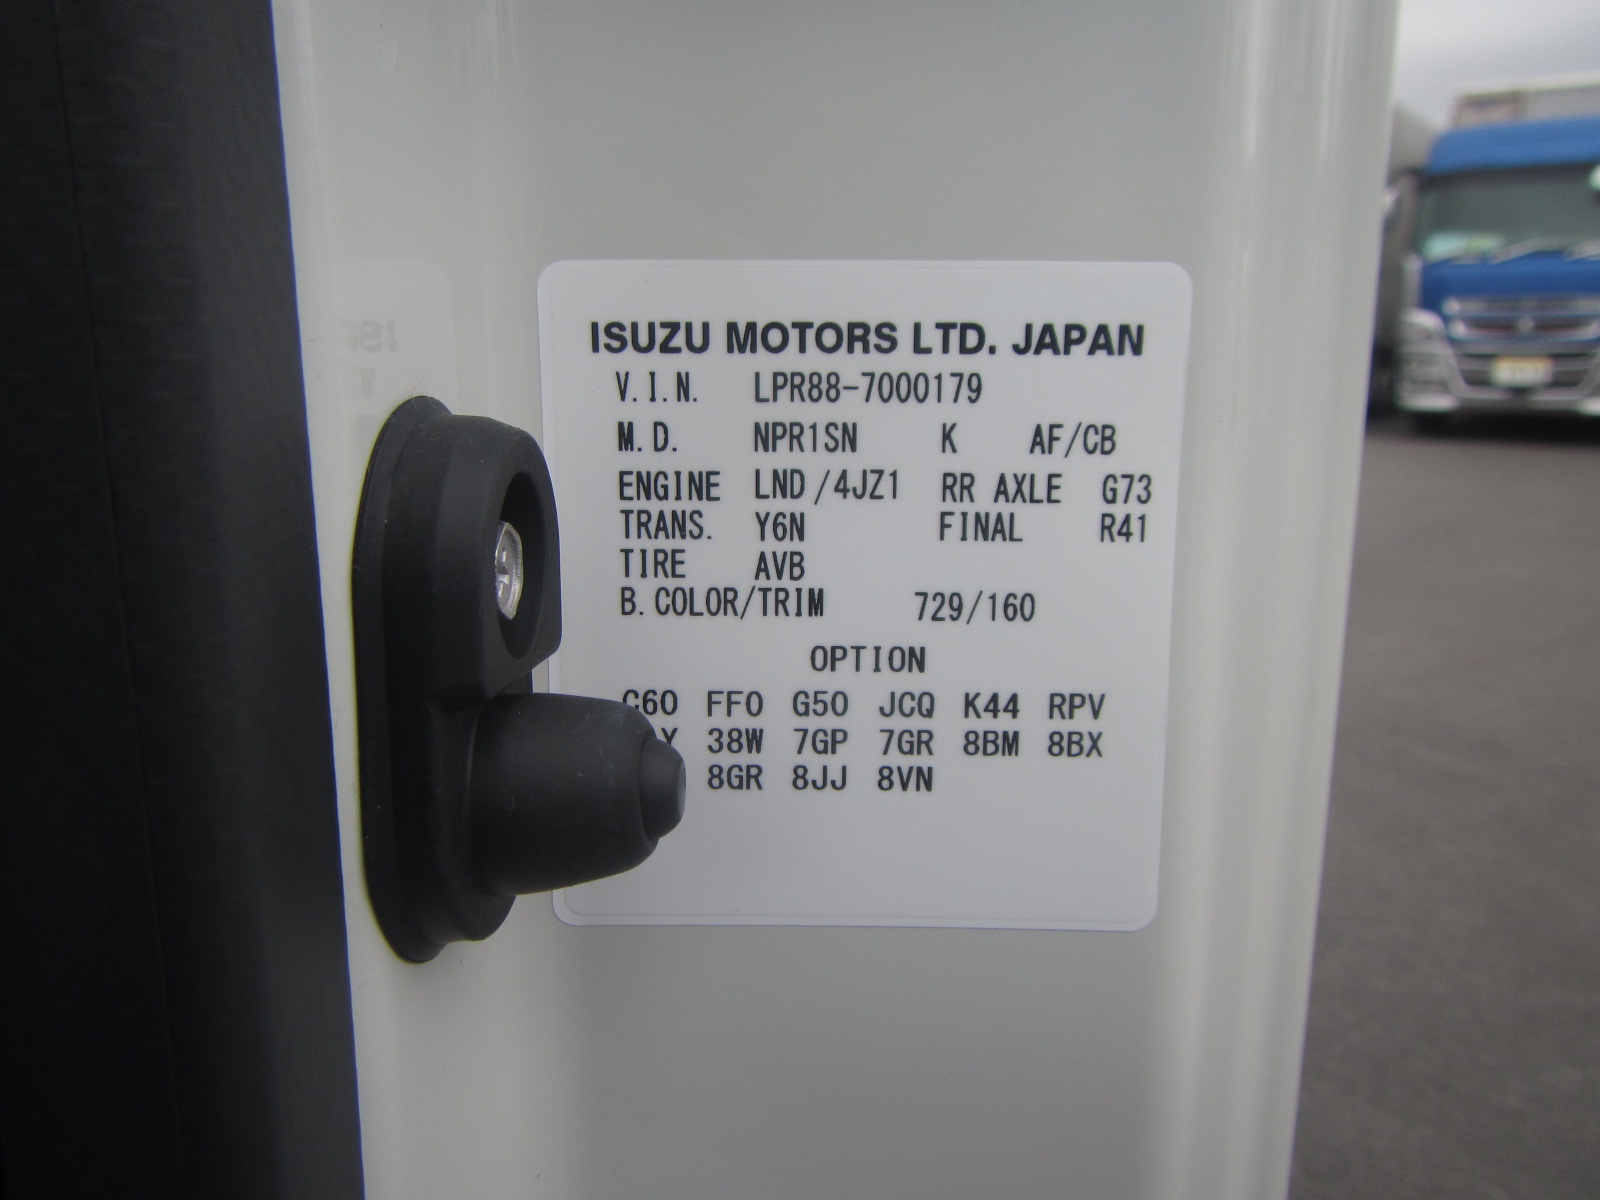 ISUZU MOTORS LTD. JAPAN
V.I.N. LPR88-7000179
M.D. NPR1SN K AF/CB
ENGINE LND/4JZ1 RR AXLE G73
TRANS. Y6N FINAL R41
TIRE AVB
B.COLOR/TRIM 729/160
OPTION
FF0 G50 JCQ K44 RPV
38W 7GP 7GR 8BM 8BX
8GR 8JJ 8VN